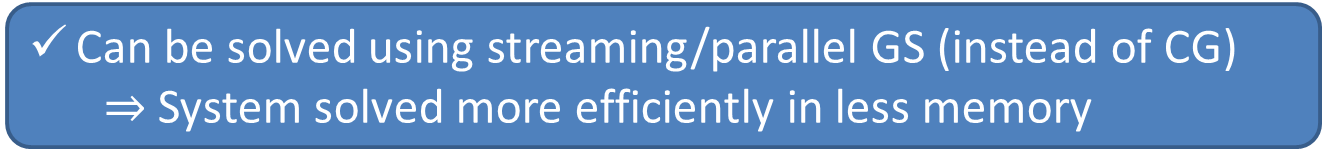 ✓ Can be solved using streaming/parallel GS (instead of CG)
⇒ System solved more efficiently in less memory